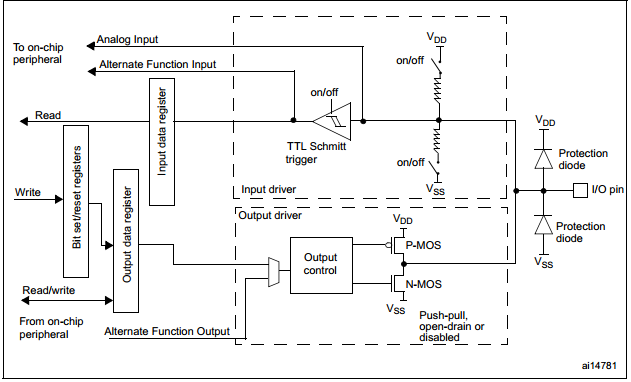 To on-chip
peripheral
Analog Input
Alternate Function Input
Read
Input data register
on/off
TTL Schmitt
trigger
VDD
on/off
on/off
VSS
Input driver
VDD
Protection
diode
I/O pin
Protection
diode
VSS
Write
Bit set/reset registers
Output data register
Read/write
From on-chip
peripheral
Alternate Function Output
Output driver
Output
control
VDD
P-MOS
N-MOS
VSS
Push-pull,
open-drain or
disabled
ai14781